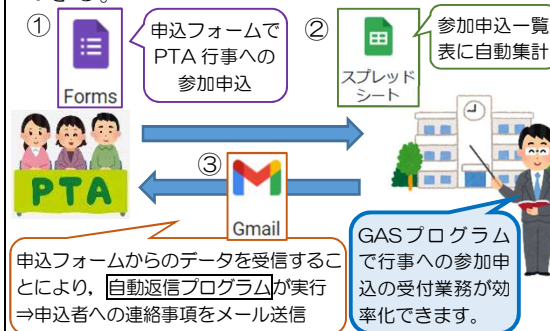 ①
Forms
申込フォームで
PTA 行事への
参加申込
②
スプレッド
シート
参加申込一覧
表に自動集計
PTA
③
Gmail
申込フォームからのデータを受信するこ
とにより，自動返信プログラムが実行
⇒申込者への連絡事項をメール送信
GASプログラム
で行事への参加申
込の受付業務が効
率化できます。